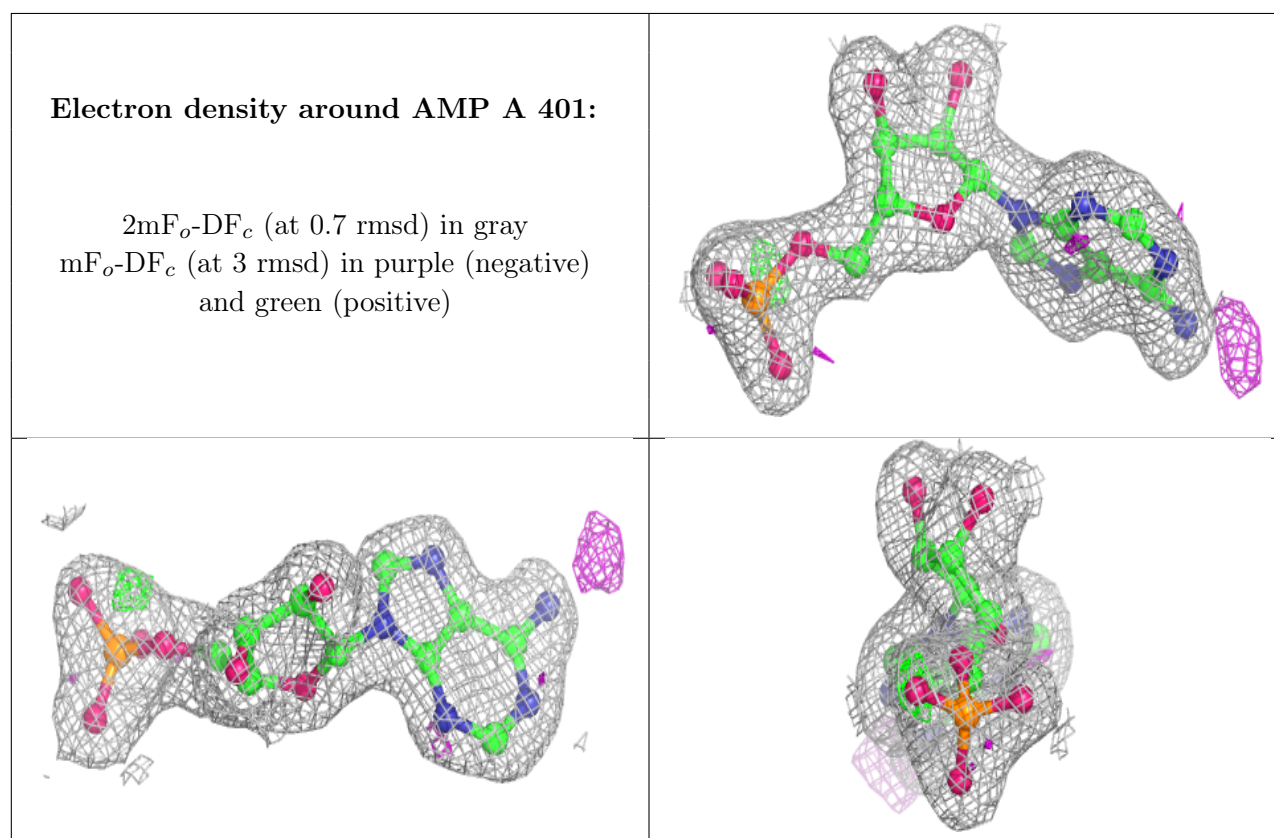 Electron density around AMP A 401:
2mFo-DFc (at 0.7 rmsd) in gray
mFo-DFc (at 3 rmsd) in purple (negative)
and green (positive)